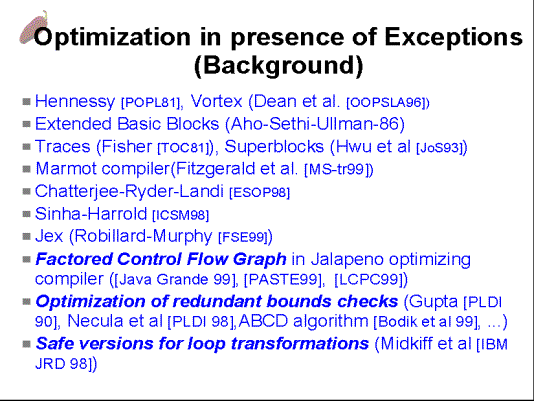 Optimization in presence of Exceptions
(Background)
Hennessy [POPL81], Vortex (Dean et al. [OOPSLA96])
Extended Basic Blocks (Aho-Sethi-Ullman-86)
Traces (Fisher [TOC81]), Superblocks (Hwu et al [JoS93])
Marmot compiler(Fitzgerald et al. [MS-tr99])
Chatterjee-Ryder-Landi [ESOP98]
Sinha-Harrold [ICSM98]
Jex (Robillard-Murphy [FSE99])
Factored Control Flow Graph in Jalapeno optimizing
compiler ([Java Grande 99], [PASTE99], [LCPC99])
Optimization of redundant bounds checks (Gupta [PLDI
90], Necula et al [PLDI 98],ABCD algorithm [Bodik et al 99], ...)
Safe versions for loop transformations (Midkiff et al [IBM
JRD 98])